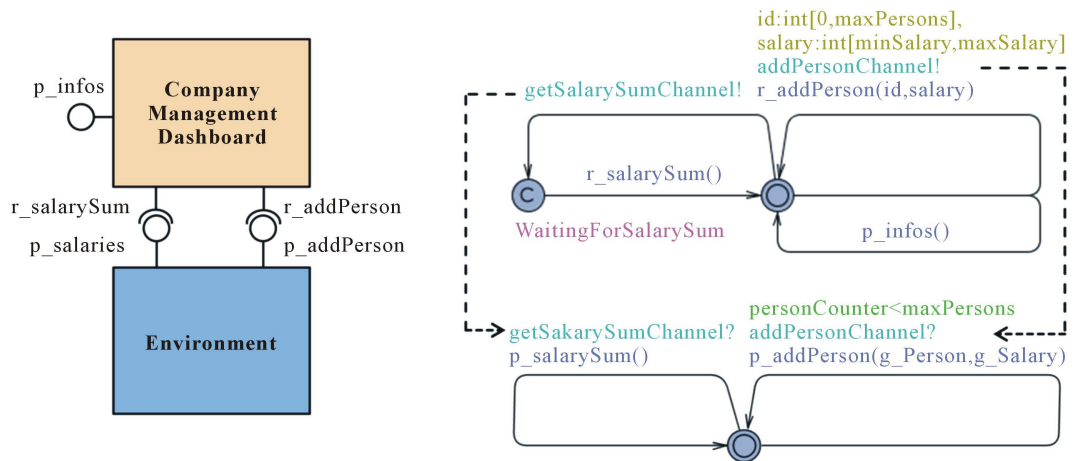 p_infos
Company
Management
Dashboard
r_salarySum
r_addPerson
p_salaries
p_addPerson
Environment
id:int[0,maxPersons],
salary:int[minSalary,maxSalary]
addPersonChannel!
getSalarySumChannel!
r_addPerson(id,salary)
r_salarySum()
C
WaitingForSalarySum
p_infos()
personCounter<maxPersons
getSakarySumChannel?
addPersonChannel?
p_salarySum()
p_addPerson(g_Person,g_Salary)